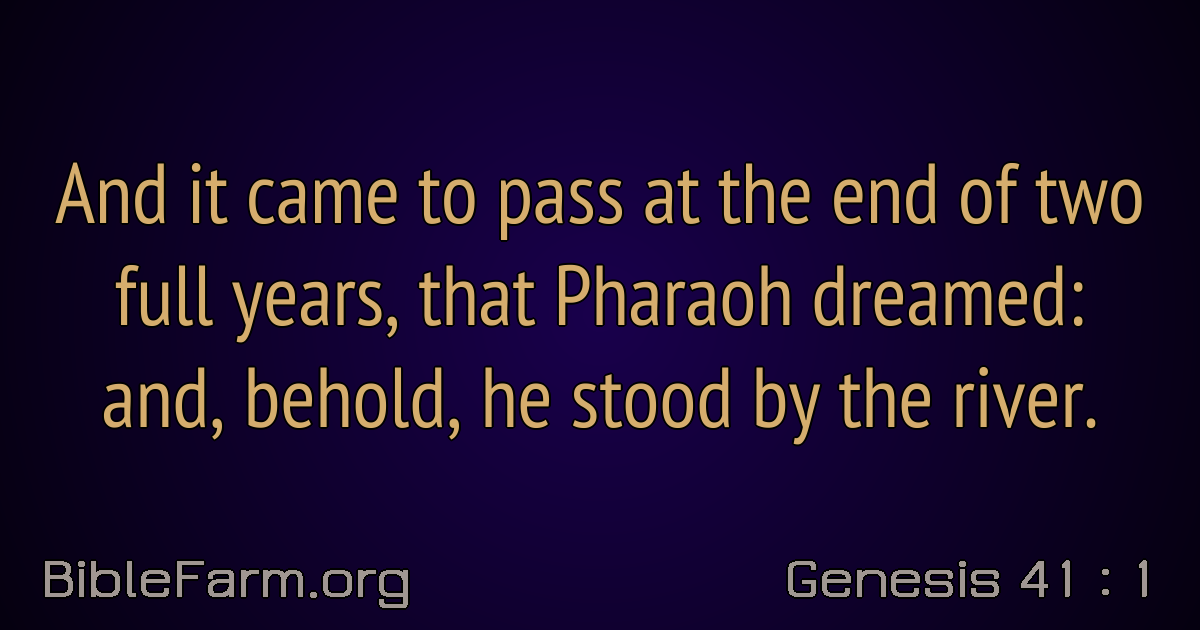 And it came to pass at the end of two
full years, that Pharaoh dreamed:
and, behold, he stood by the river.
BibleFarm.org
Genesis 41 : 1